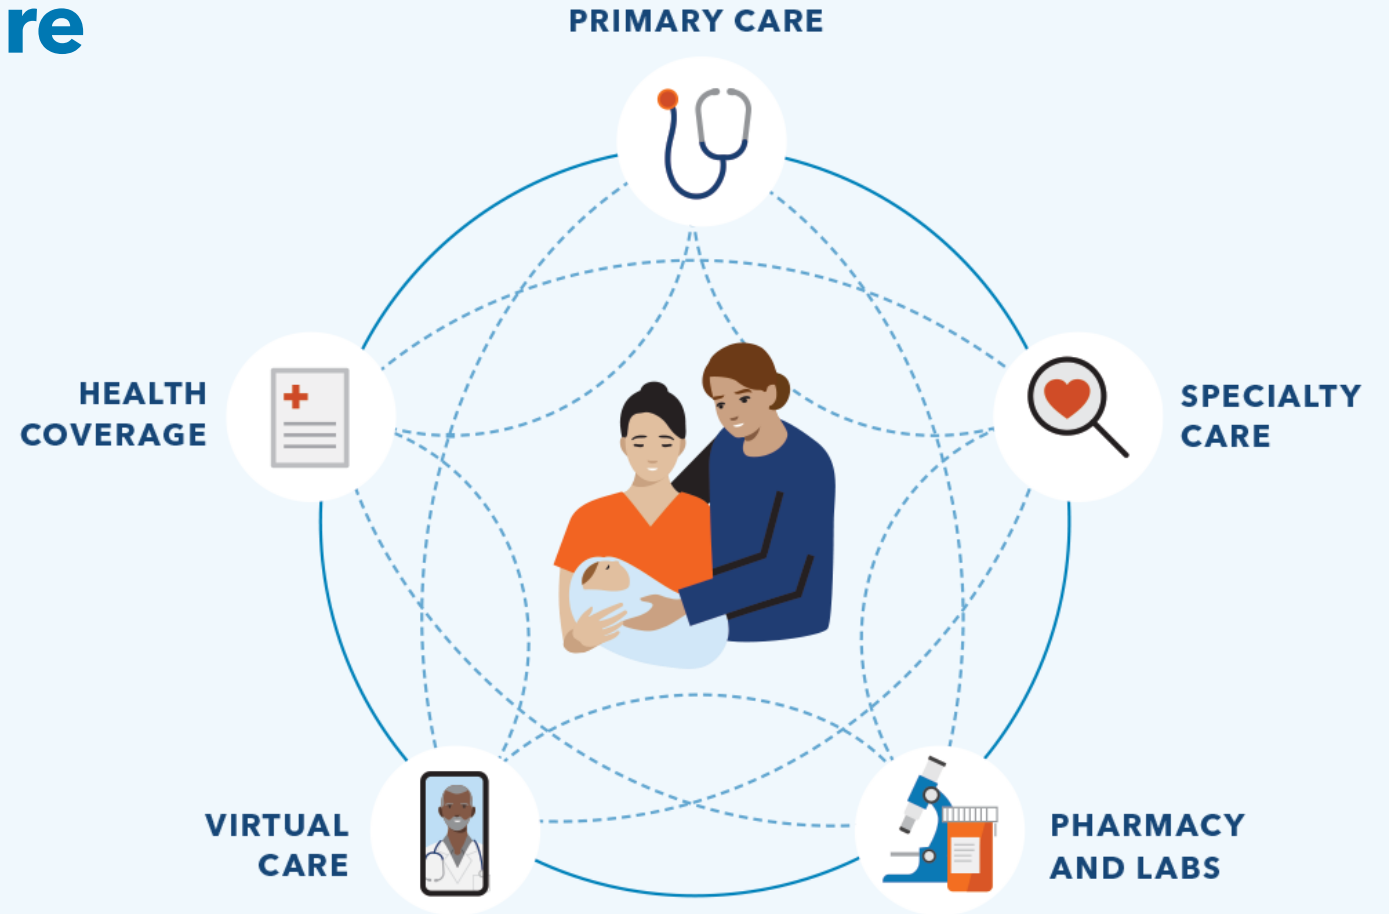 re
PRIMARY CARE
HEALTH
COVERAGE
SPECIALTY
CARE
VIRTUAL
CARE
PHARMACY
AND LABS